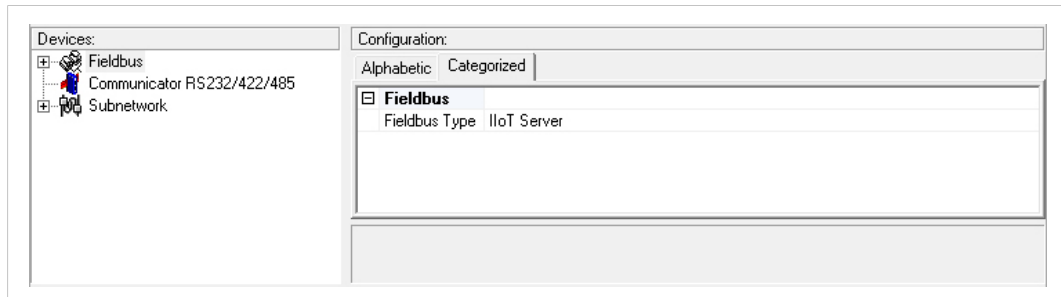 Devices:
Fieldbus
Communicator RS232/422/485
Subnetwork
Configuration:
Alphabetic Categorized
Fieldbus
Fieldbus Type IIoT Server